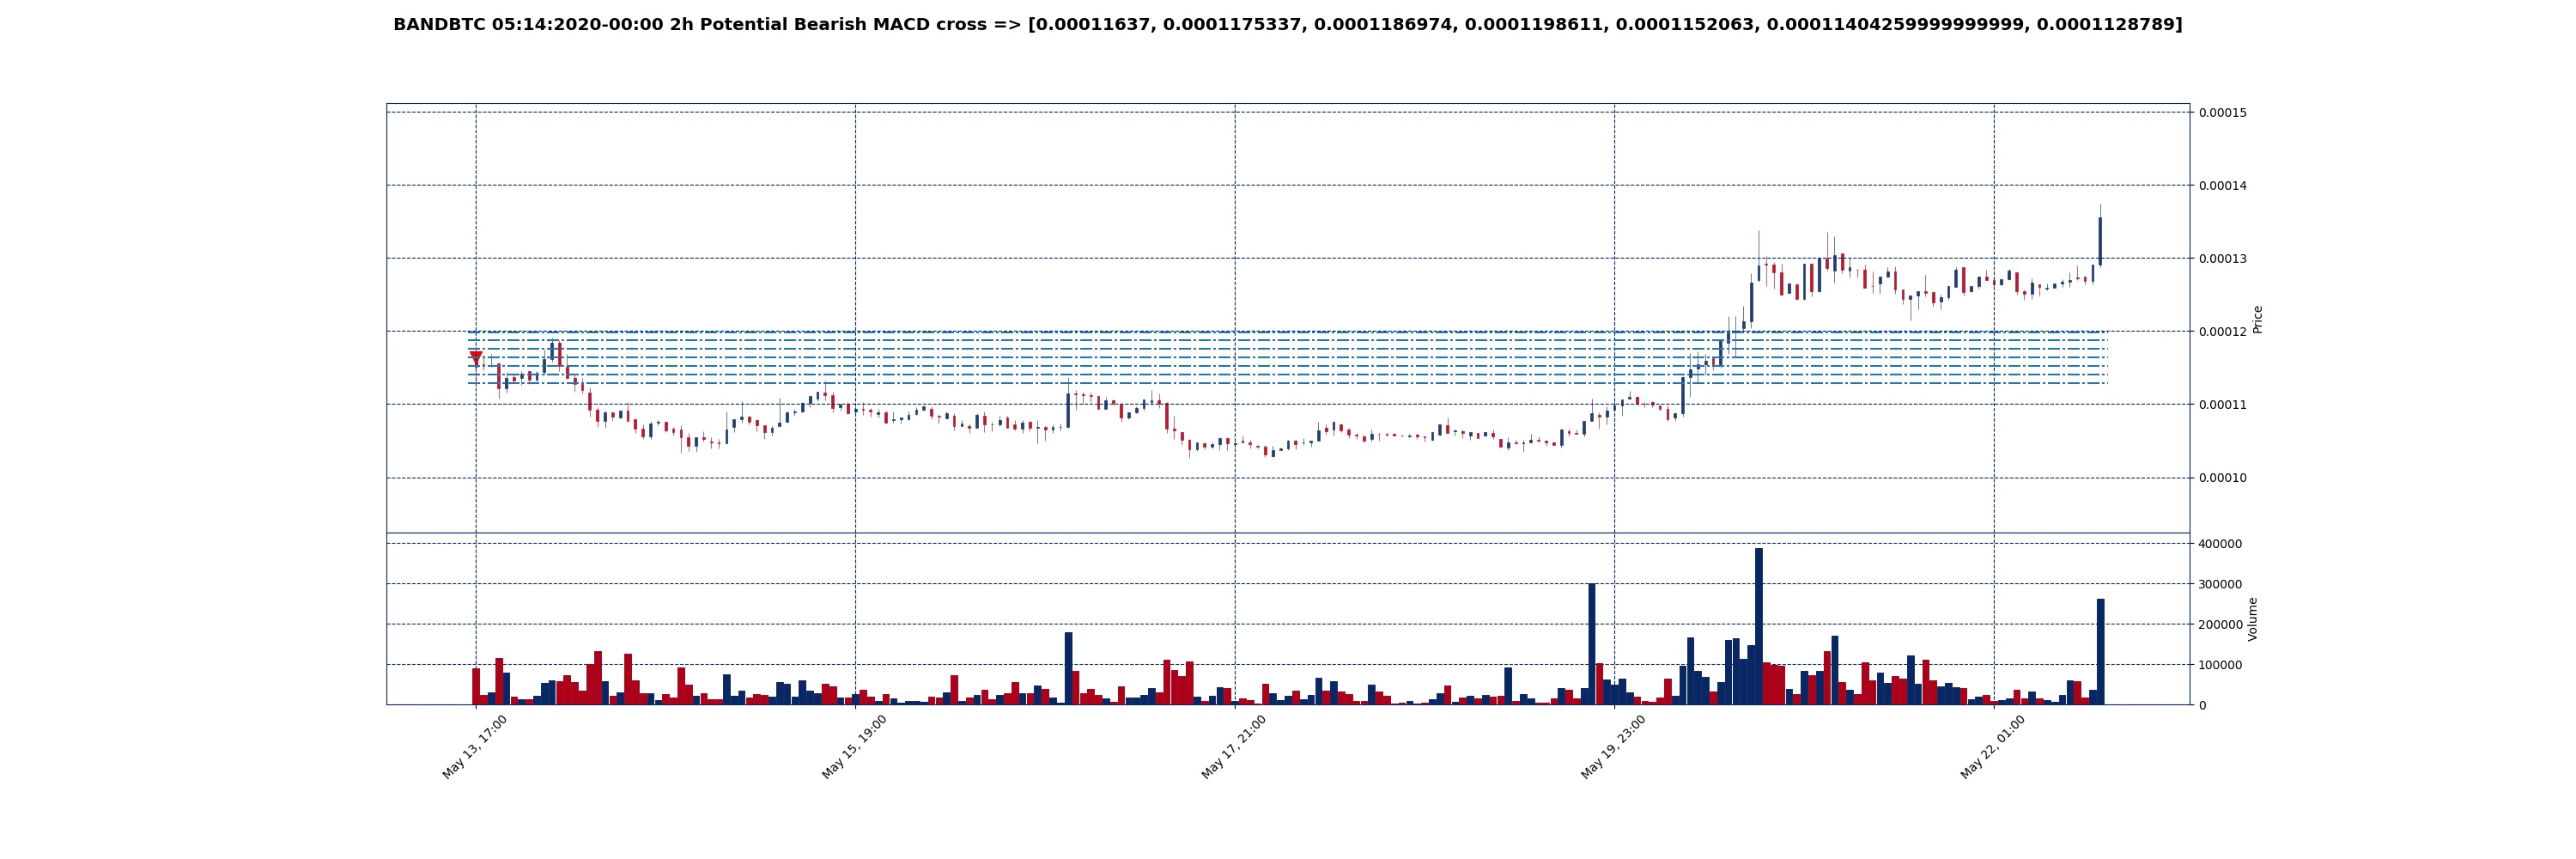 BANDBTC 05:14:2020-00:00 2h Potential Bearish MACD cross => [0.00011637, 0.0001175337, 0.0001186974, 0.0001198611, 0.0001152063, 0.00011404259999999999, 0.0001128789]
0.00015
0.00014
0.00013
0.00012
0.00011
0.00010
Price
400000
300000
200000
100000
0
Volume
May 13, 17:00
May 15, 19:00
May 17, 21:00
May 19, 23:00
May 22, 01:00